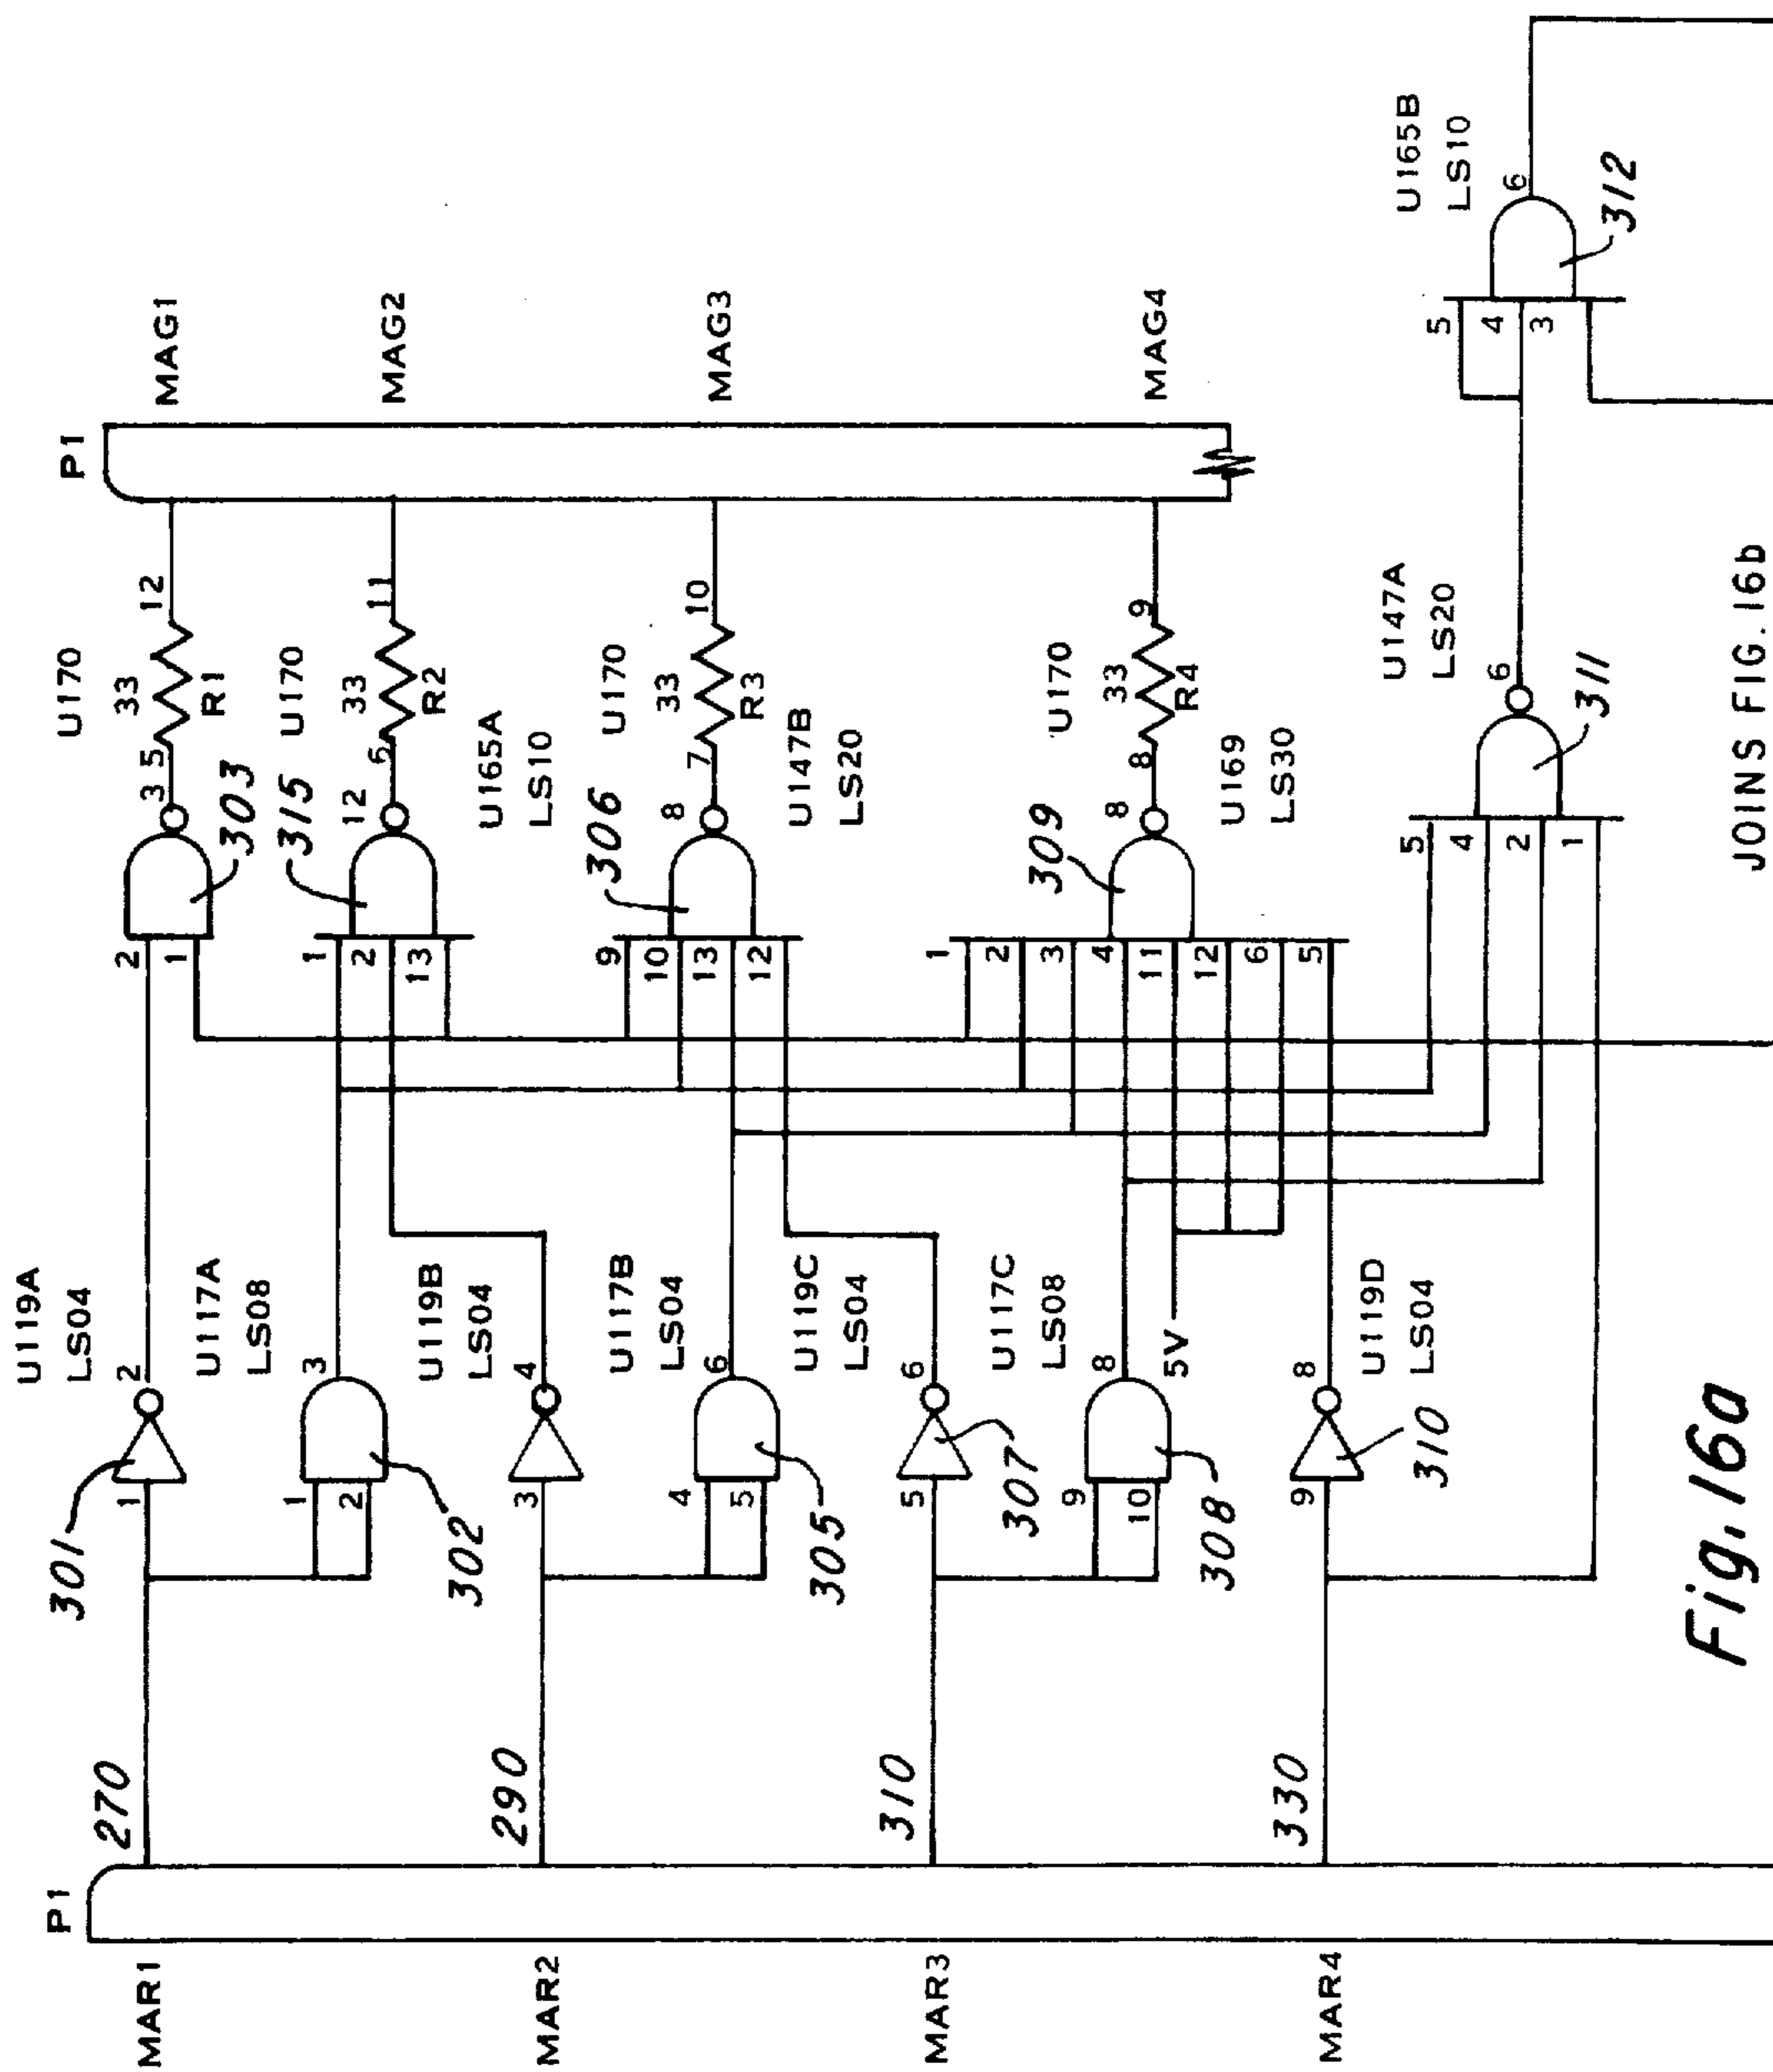 P1
MAR1
MAR2
MAR3
MAR4
270
290
310
330
301
1
2
U119A
LS04
302
1
2
3
U117A
LS08
3
4
U119B
LS04
305
4
5
6
U117B
LS04
307
5
6
U119C
LS04
308
9
10
8
U117C
LS08
5V
310
9
8
U119D
LS04
2
1
3
303
5
U170
33
R1
12
MAG1
315
1
2
13
12
U165A
LS10
6
U170
33
R2
11
MAG2
306
9
10
13
12
8
U147B
LS20
7
U170
33
R3
10
MAG3
309
1
2
3
4
11
12
6
5
8
U169
LS30
8
U170
33
R4
9
MAG4
P1
5
4
2
1
6
U147A
LS20
311
5
4
3
6
U165B
LS10
312
JOINS FIG. 16b
Fig. 16a